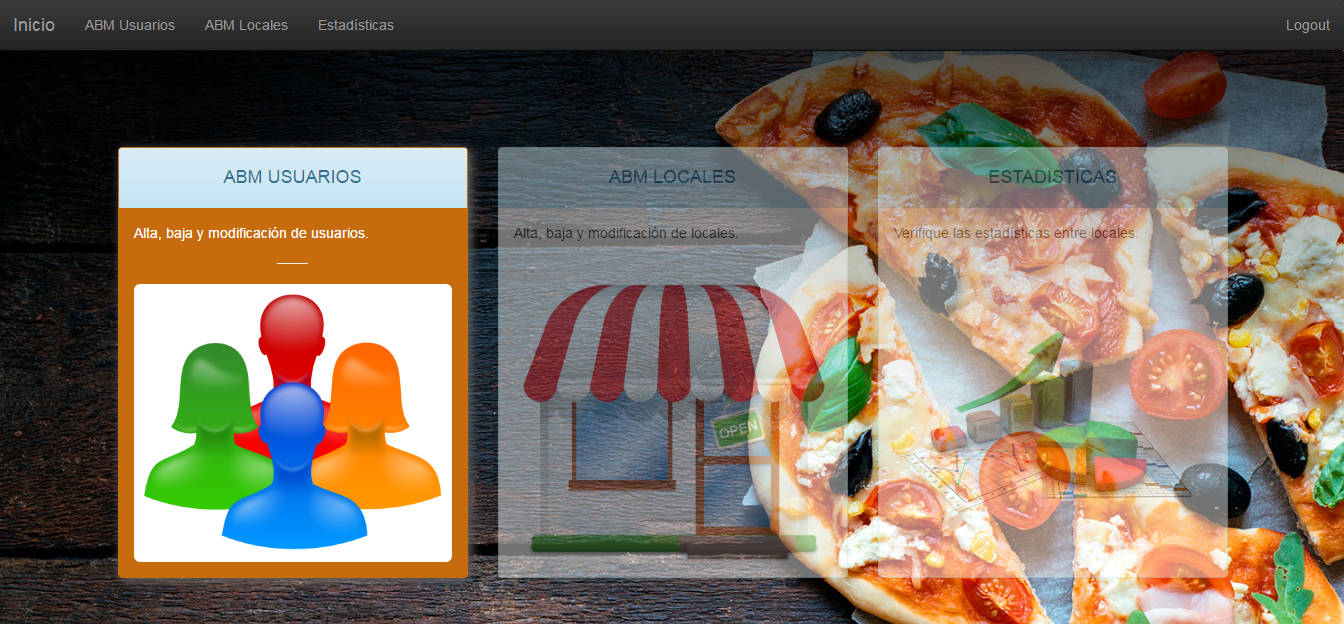 Inicio ABM Usuarios ABM Locales Estadísticas Logout
ABM USUARIOS
Alta, baja y modificación de usuarios.
ABM LOCALES
Alta, baja y modificación de locales.
OPEN
ESTADISTICAS
Verifique las estadísticas entre locales.